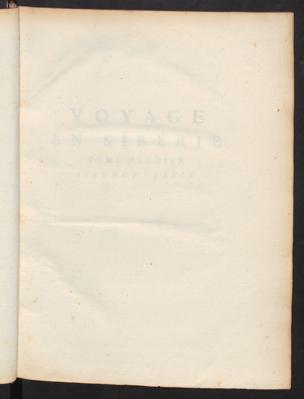 VOYAGE
EN SIBERIE
TOME PREMIER
SECONDE PARTIE